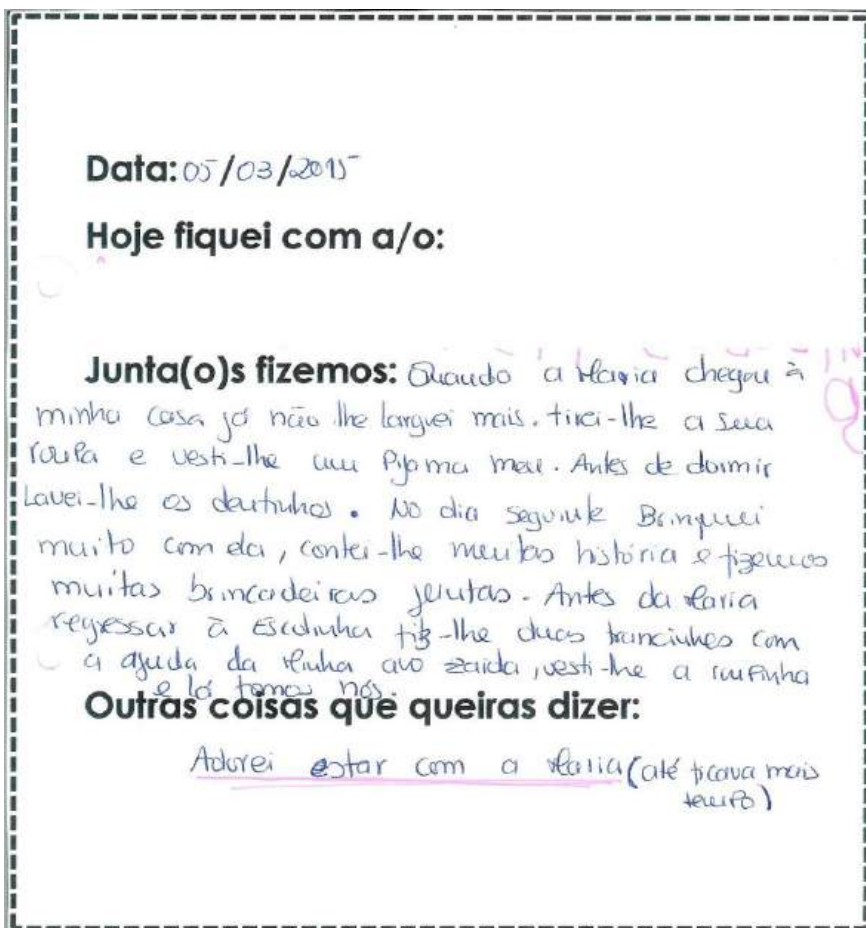 Data: 05/03/2015
Hoje fiquei com a/o:
Junta(o)s fizemos: Quando a Maria chegou à
minha casa já não lhe larguei mais. tirei-lhe a sua
roupa e vesti-lhe um Pijama meu. Antes de dormir
Lavei-lhe os dentinhos. No dia seguinte Brinquei
muito com ela, contei-lhe muitas história e fizemos
muitas brincadeiras juntas. Antes da Maria
regressar à Escolinha fiz-lhe duas trancinhas com
a ajuda da minha avo zaida, vesti-lhe a roupinha
e lá fomos nós.
Outras coisas que queiras dizer:
Adorei estar com a Maria (até ficava mais
tempo)